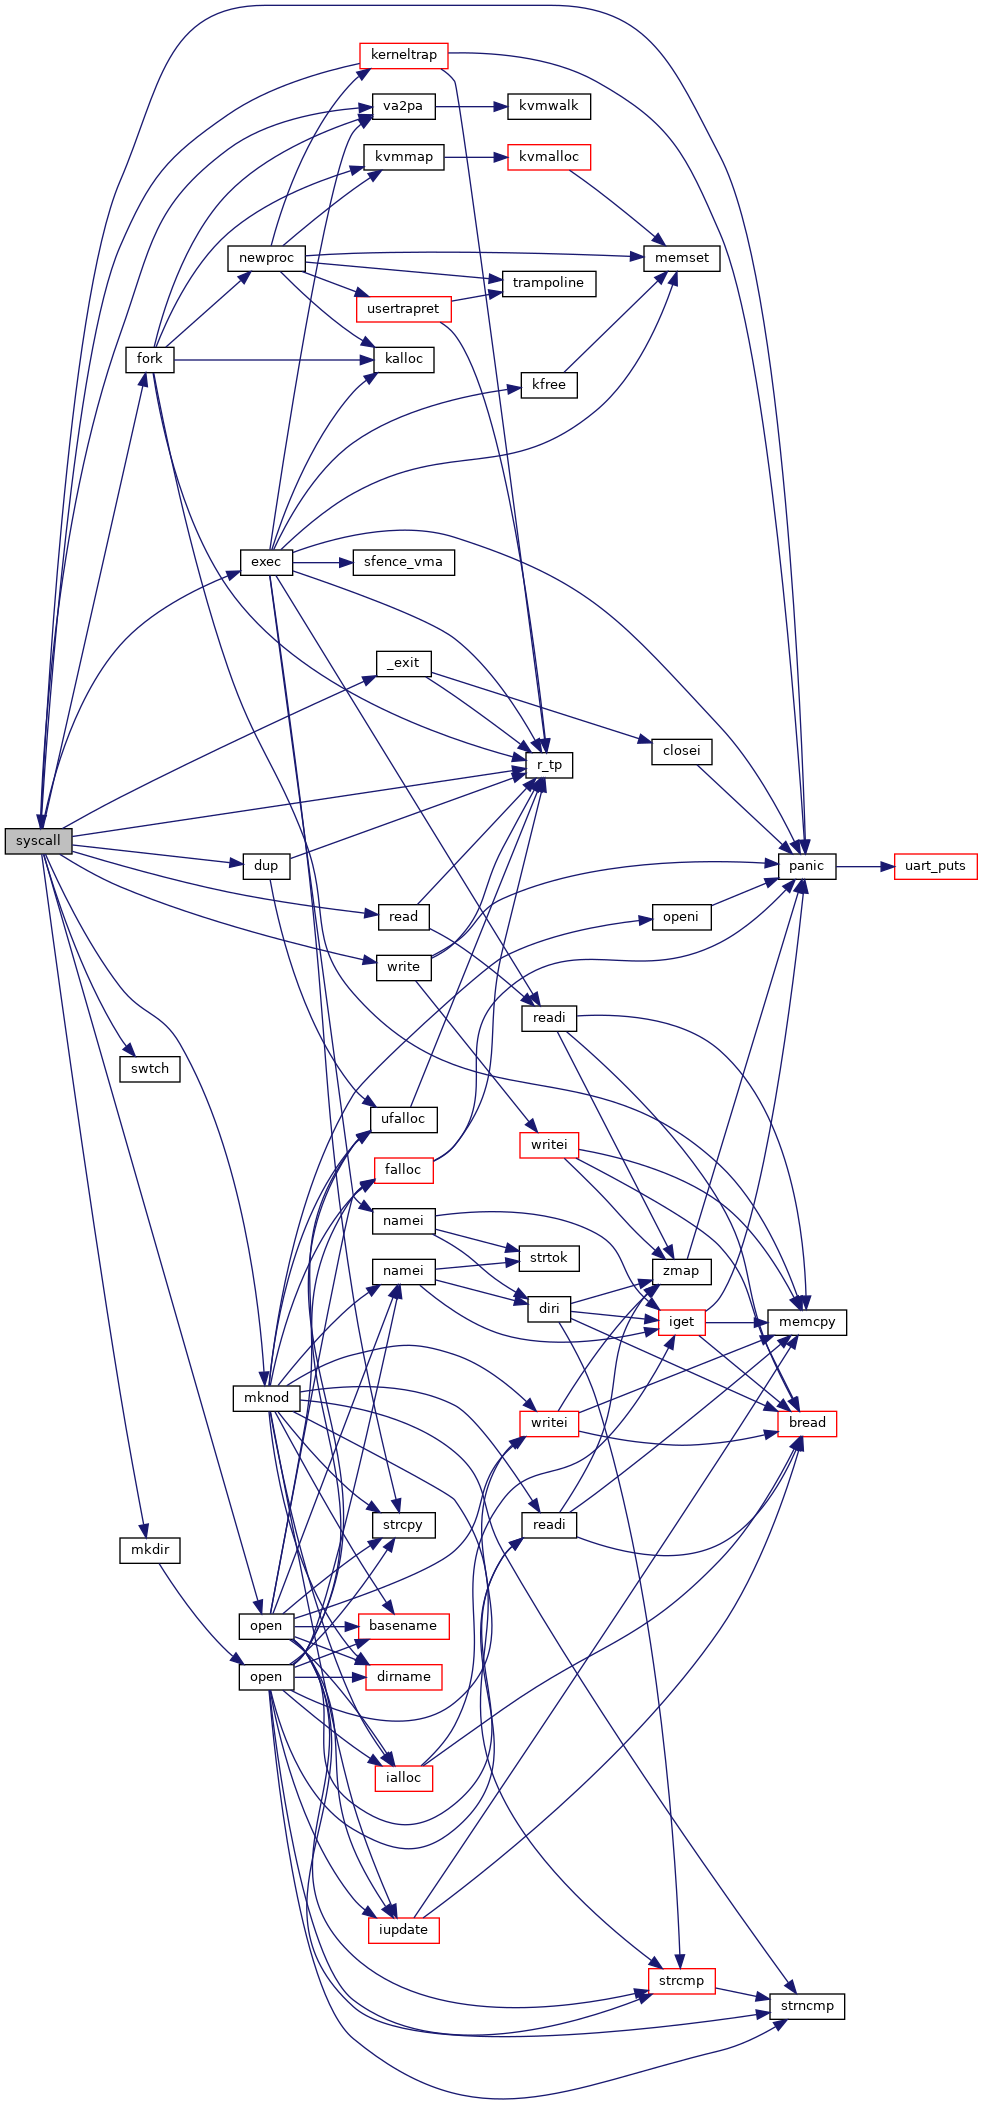 kerneltrap
va2pa
kvmwalk
kvmmap
kvmalloc
newproc
memset
trampoline
usertrapret
fork
kalloc
kfree
exec
sfence_vma
_exit
closei
r_tp
syscall
dup
panic
uart_puts
read
openi
write
readi
swtch
ufalloc
writei
falloc
namei
strtok
namei
zmap
diri
iget
memcpy
mknod
writei
bread
strcpy
readi
mkdir
open
basename
open
dirname
ialloc
iupdate
strcmp
strncmp